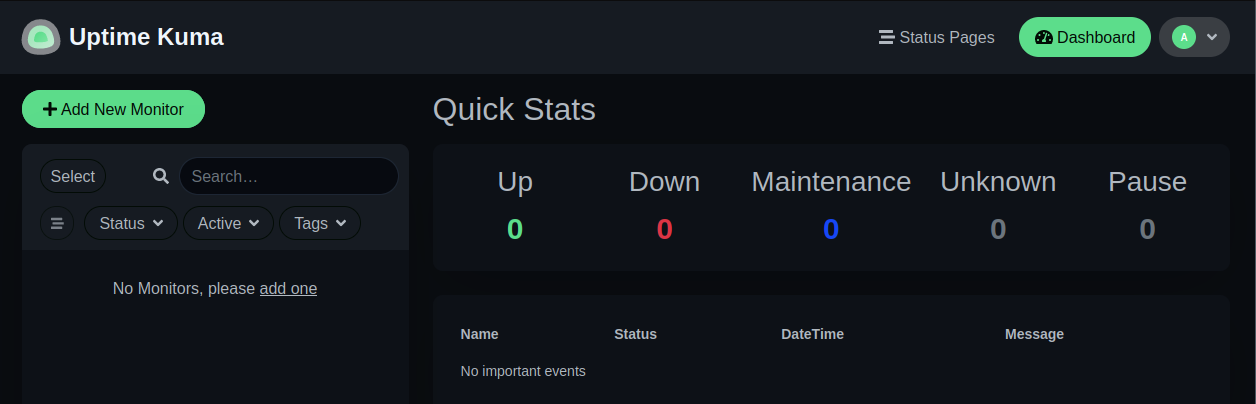 Uptime Kuma
Status Pages
Dashboard
A
Add New Monitor
Select
Search…
Status
Active
Tags
No Monitors, please add one
Quick Stats
Up Down Maintenance Unknown Pause
0 0 0 0 0
Name Status DateTime Message
No important events